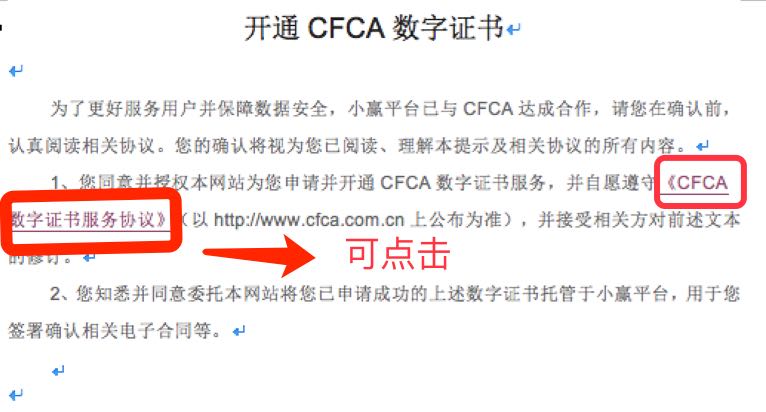 开通 CFCA 数字证书
为了更好服务用户并保障数据安全，小赢平台已与 CFCA 达成合作，请您在确认前，
认真阅读相关协议。您的确认将视为您已阅读、理解本提示及相关协议的所有内容。
1、您同意并授权本网站为您申请并开通 CFCA 数字证书服务，并自愿遵守《CFCA
数字证书服务协议》（以 http://www.cfca.com.cn 上公布为准），并接受相关方对前述文本
的修订。
可点击
2、您知悉并同意委托本网站将您已申请成功的上述数字证书托管于小赢平台，用于您
签署确认相关电子合同等。